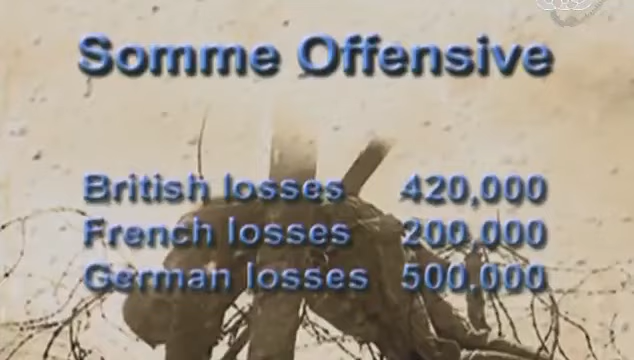 Somme Offensive
British losses 420,000
French losses 200,000
German losses 500,000